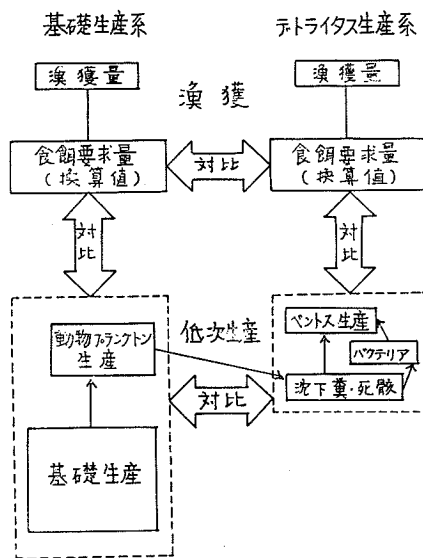 基礎生産系
デトライタス生産系
漁獲量
漁獲量
漁獲
食餌要求量
(換算値)
対比
食餌要求量
(換算値)
対比
対比
低次生産
動物プランクトン
生産
ベントス生産
バクテリア
沈下糞・死骸
対比
基礎生産